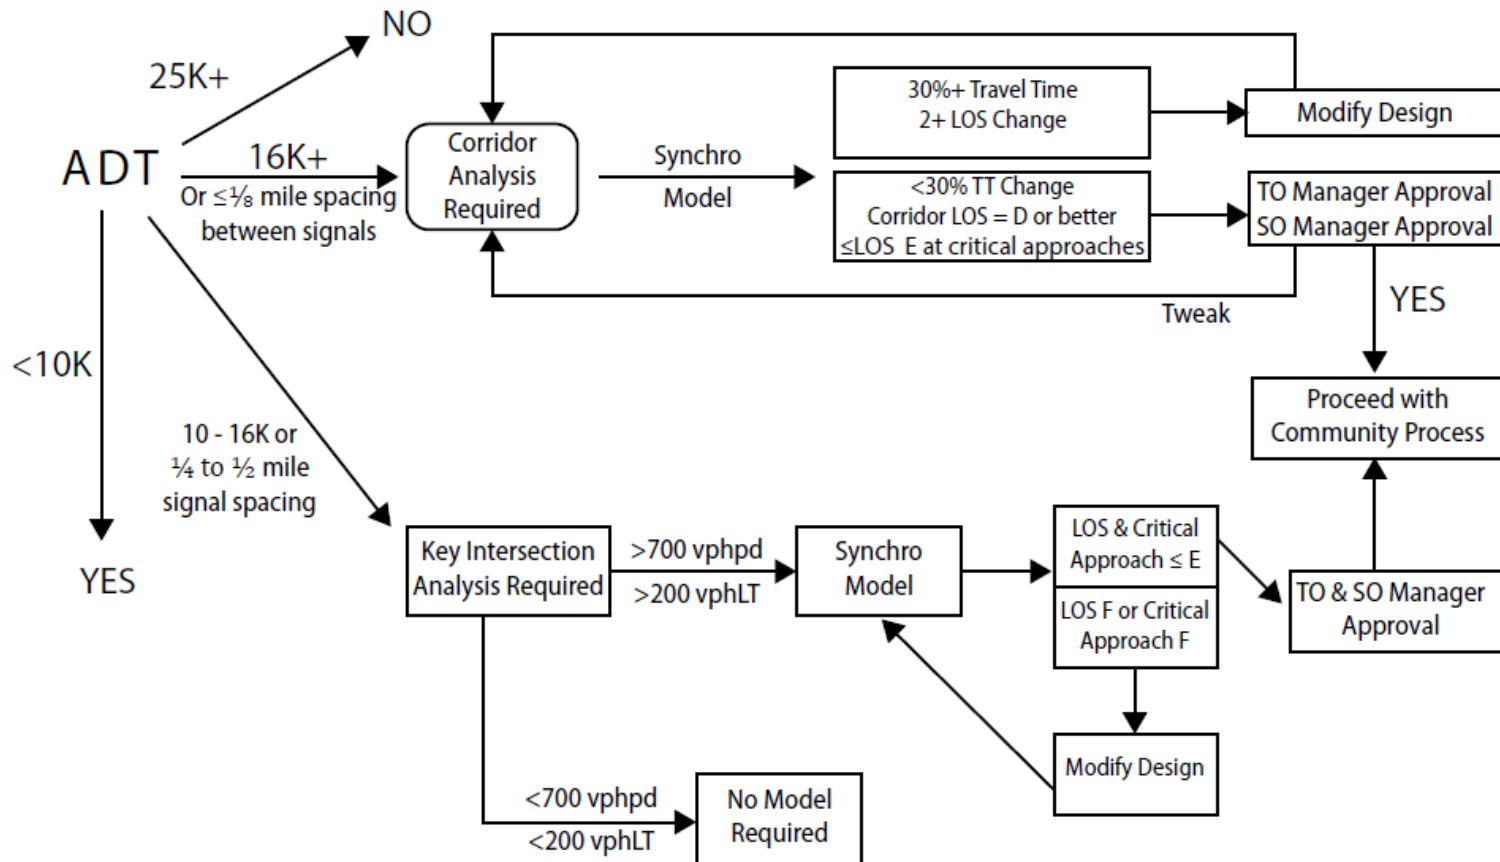 NO
25K+
ADT
16K+
Or ≤⅛ mile spacing
between signals
Corridor
Analysis
Required
Synchro
Model
30%+ Travel Time
2+ LOS Change
Modify Design
<30% TT Change
Corridor LOS = D or better
≤LOS E at critical approaches
TO Manager Approval
SO Manager Approval
Tweak
YES
Proceed with
Community Process
<10K
YES
10 - 16K or
¼ to ½ mile
signal spacing
Key Intersection
Analysis Required
>700 vphpd
>200 vphLT
Synchro
Model
LOS & Critical
Approach ≤ E
LOS F or Critical
Approach F
TO & SO Manager
Approval
Modify Design
<700 vphpd
<200 vphLT
No Model
Required